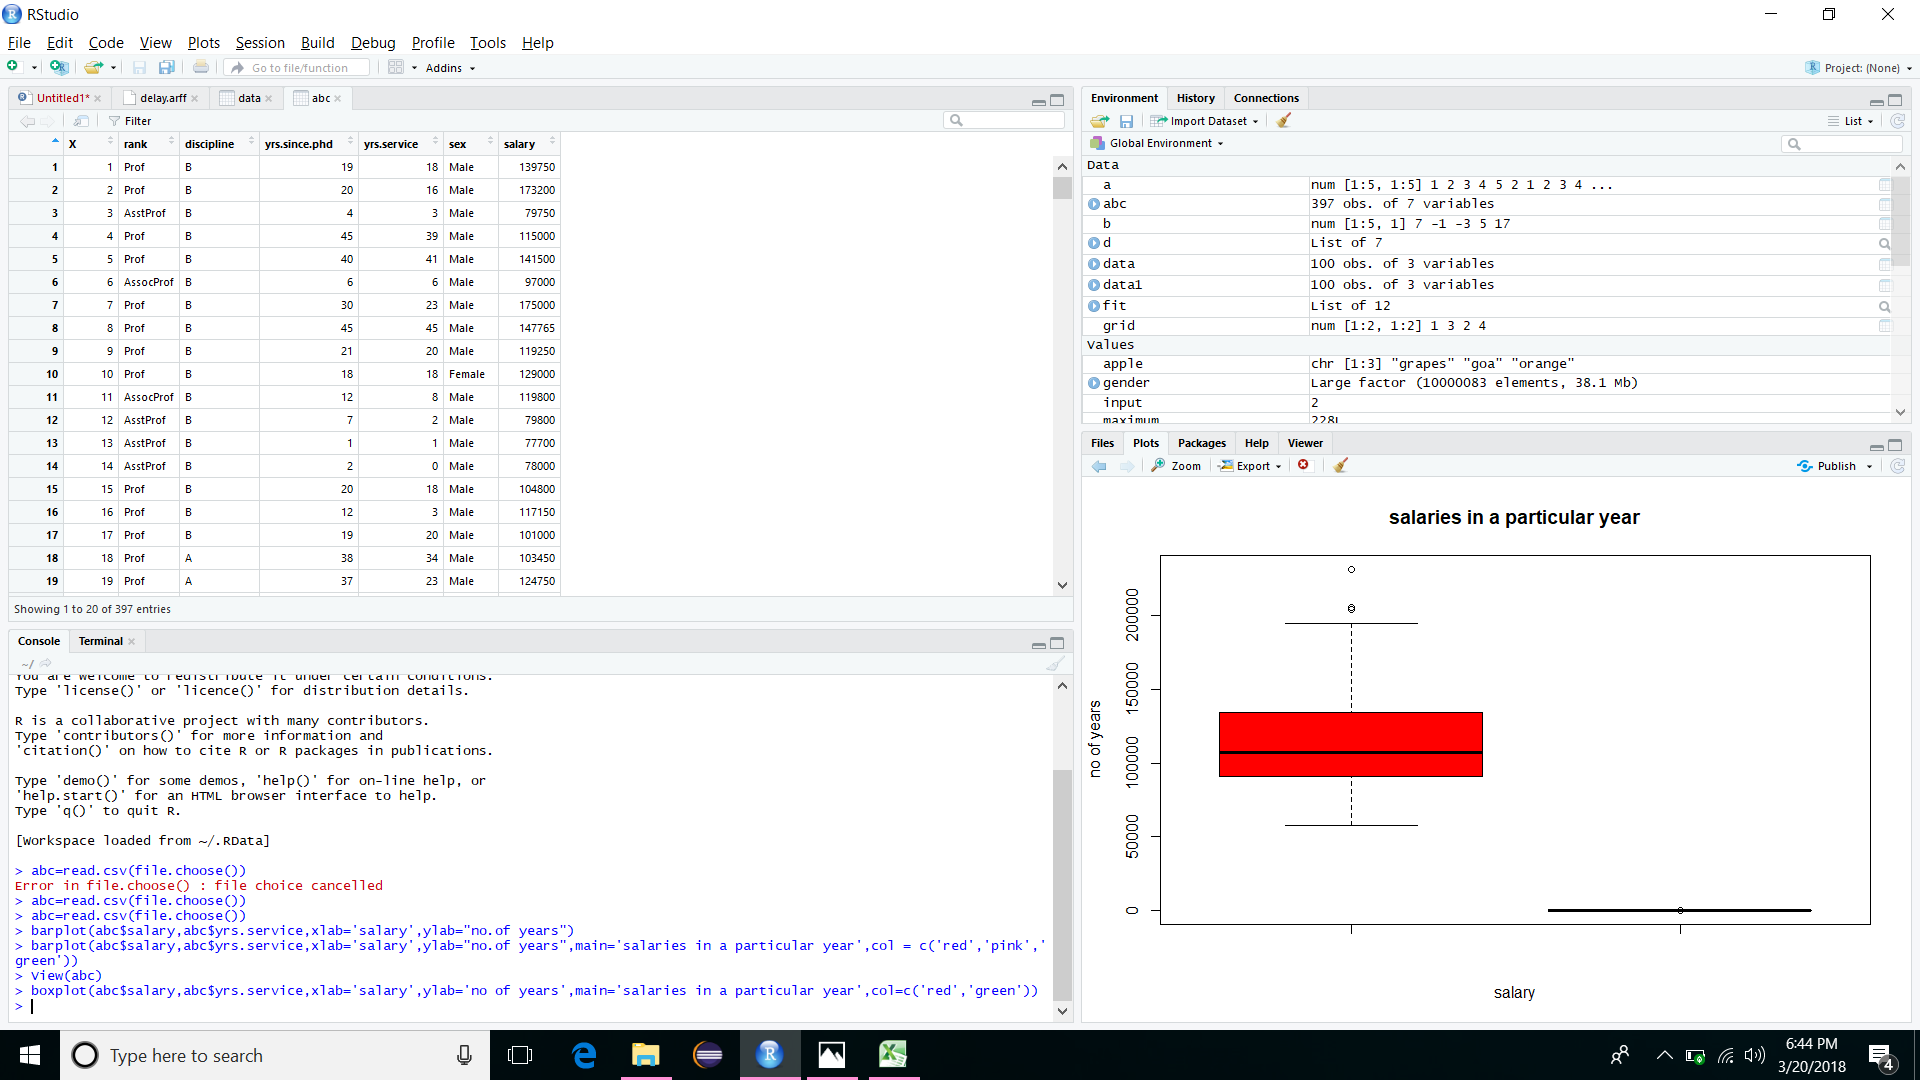 RStudio
File Edit Code View Plots Session Build Debug Profile Tools Help
Go to file/function Addins Project: (None)
Untitled1* delay.arff data abc
Filter
X rank discipline yrs.since.phd yrs.service sex salary
1 1 Prof B 19 18 Male 139750
2 2 Prof B 20 16 Male 173200
3 3 AsstProf B 4 3 Male 79750
4 4 Prof B 45 39 Male 115000
5 5 Prof B 40 41 Male 141500
6 6 AssocProf B 6 6 Male 97000
7 7 Prof B 30 23 Male 175000
8 8 Prof B 45 45 Male 147765
9 9 Prof B 21 20 Male 119250
10 10 Prof B 18 18 Female 129000
11 11 AssocProf B 12 8 Male 119800
12 12 AsstProf B 7 2 Male 79800
13 13 AsstProf B 1 1 Male 77700
14 14 AsstProf B 2 0 Male 78000
15 15 Prof B 20 18 Male 104800
16 16 Prof B 12 3 Male 117150
17 17 Prof B 19 20 Male 101000
18 18 Prof A 38 34 Male 103450
19 19 Prof A 37 23 Male 124750
Showing 1 to 20 of 397 entries
Console Terminal
~/
You are welcome to redistribute it under certain conditions.
Type 'license()' or 'licence()' for distribution details.
R is a collaborative project with many contributors.
Type 'contributors()' for more information and
'citation()' on how to cite R or R packages in publications.
Type 'demo()' for some demos, 'help()' for on-line help, or
'help.start()' for an HTML browser interface to help.
Type 'q()' to quit R.
[Workspace loaded from ~/.RData]
> abc=read.csv(file.choose())
Error in file.choose() : file choice cancelled
> abc=read.csv(file.choose())
> abc=read.csv(file.choose())
> barplot(abc$salary,abc$yrs.service,xlab='salary',ylab="no.of years")
> barplot(abc$salary,abc$yrs.service,xlab='salary',ylab="no.of years",main='salaries in a particular year',col = c('red','pink','
green'))
> View(abc)
> boxplot(abc$salary,abc$yrs.service,xlab='salary',ylab='no of years',main='salaries in a particular year',col=c('red','green'))
>
Environment History Connections
Import Dataset List
Global Environment
Data
a num [1:5, 1:5] 1 2 3 4 5 2 1 2 3 4 ...
abc 397 obs. of 7 variables
b num [1:5, 1] 7 -1 -3 5 17
d List of 7
data 100 obs. of 3 variables
data1 100 obs. of 3 variables
fit List of 12
grid num [1:2, 1:2] 1 3 2 4
Values
apple chr [1:3] "grapes" "goa" "orange"
gender Large factor (10000083 elements, 38.1 Mb)
input 2
maximum 228L
Files Plots Packages Help Viewer
Zoom Export Publish
salaries in a particular year
no of years
200000
150000
100000
50000
0
salary
Type here to search
6:44 PM
3/20/2018
4